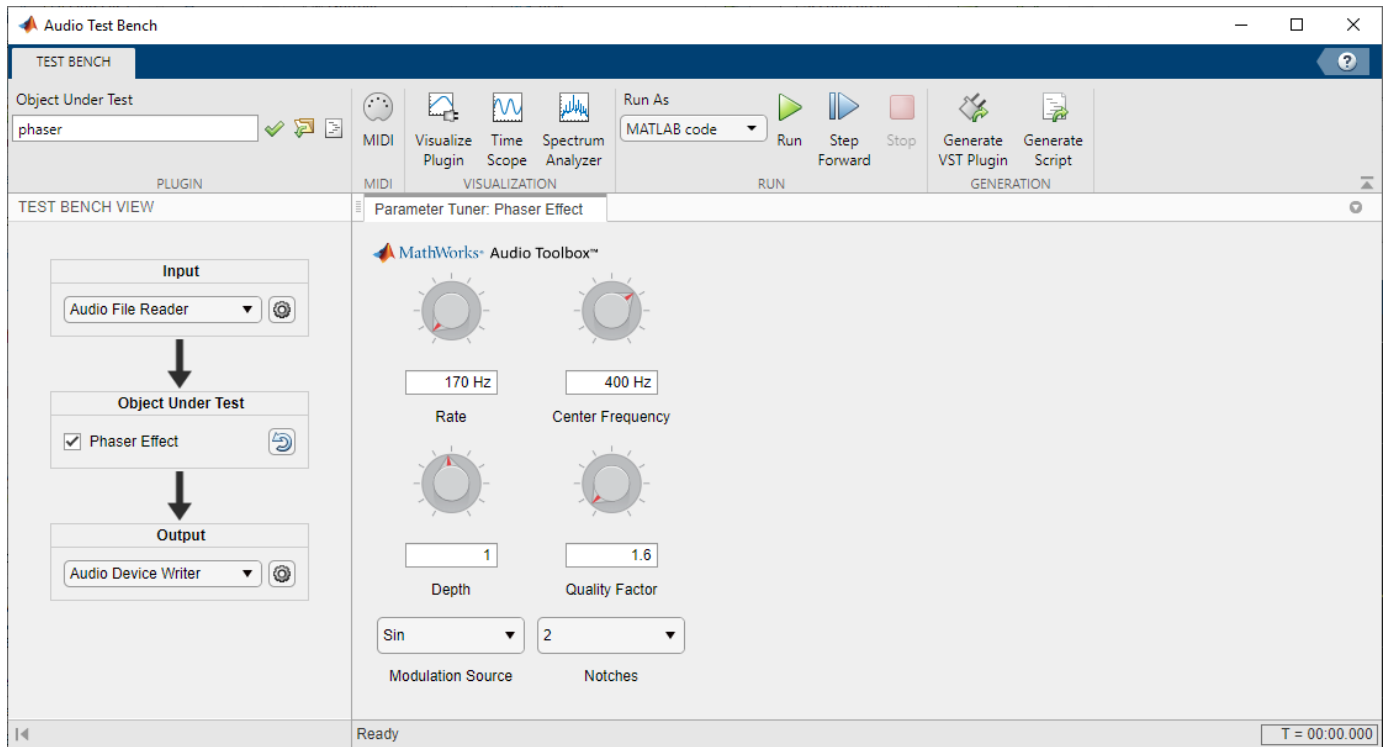 Audio Test Bench
TEST BENCH
?
Object Under Test
phaser
PLUGIN
MIDI
MIDI
Visualize Plugin
Time Scope
Spectrum Analyzer
VISUALIZATION
Run As
MATLAB code
Run
Step Forward
Stop
RUN
Generate VST Plugin
Generate Script
GENERATION
TEST BENCH VIEW
Input
Audio File Reader
Object Under Test
Phaser Effect
Output
Audio Device Writer
Parameter Tuner: Phaser Effect
MathWorks® Audio Toolbox™
170 Hz
400 Hz
Rate
Center Frequency
1
1.6
Depth
Quality Factor
Sin
2
Modulation Source
Notches
Ready
T = 00:00.000